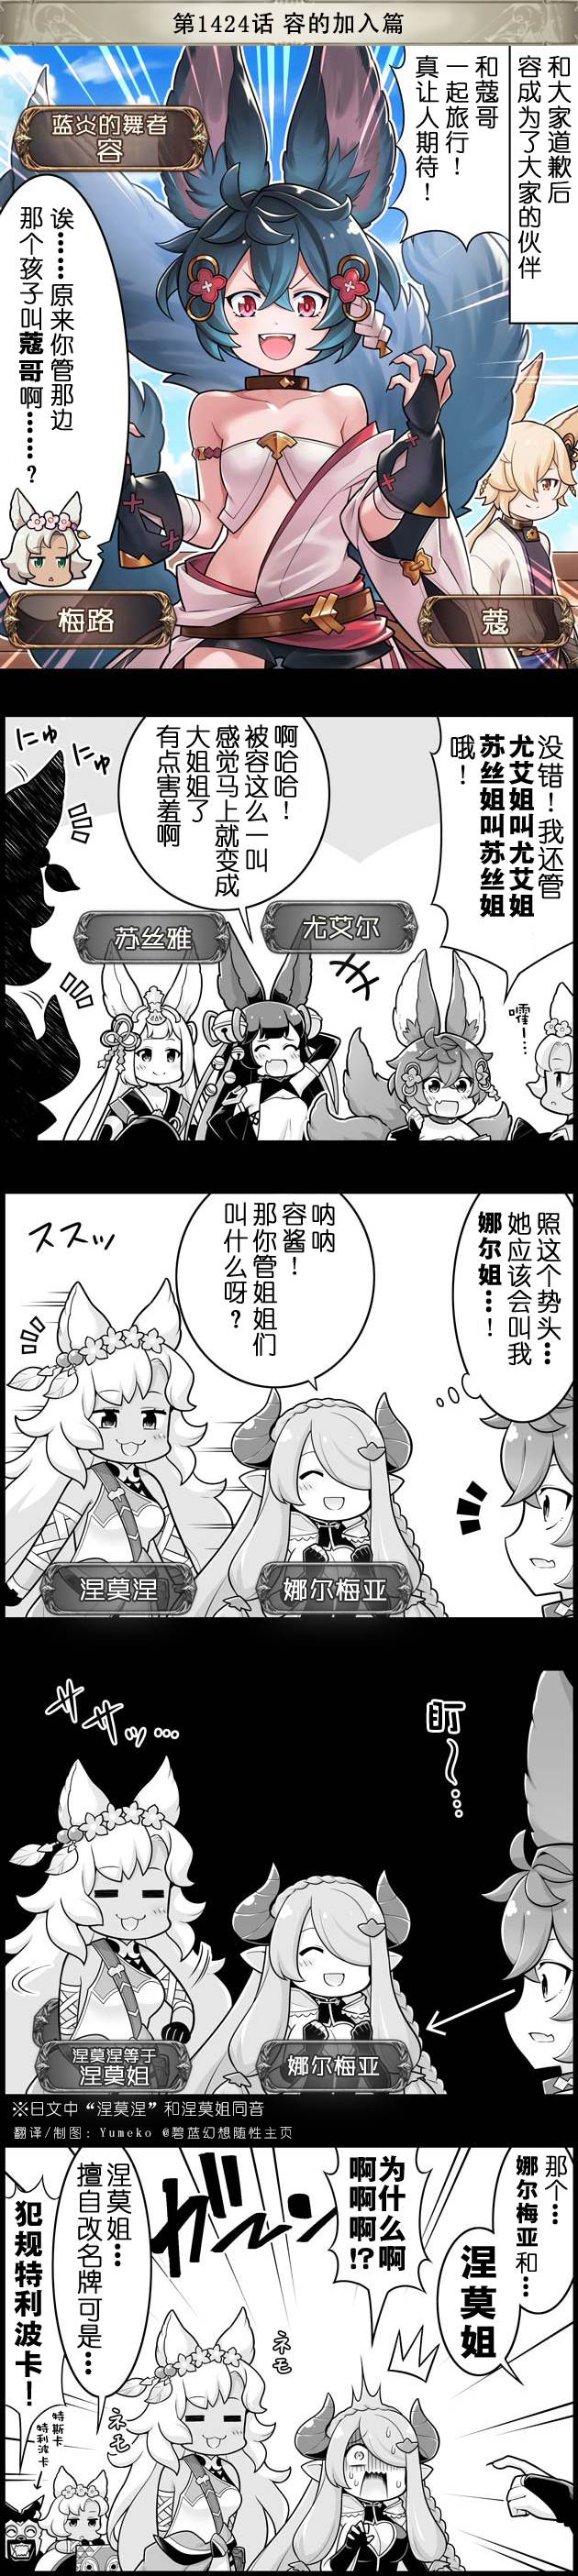 第1424话 容的加入篇
和大家道歉后
容成为了大家的伙伴
和蔻哥
一起旅行！
真让人期待！
蓝炎的舞者
容
诶……原来你管那边
那个孩子叫蔻哥啊……？
梅路
蔻
没错！我还管
尤艾姐叫尤艾姐
苏丝姐叫苏丝姐
哦！
啊哈哈！
被容这么一叫
感觉马上就变成
大姐姐了
有点害羞啊
にゅ
にゅ
苏丝雅
尤艾尔
嚯ー…
照这个势头…
她应该会叫我
娜尔姐…！
呐呐
容酱！
那你管姐姐们
叫什么呀？
ススッ
涅莫涅
娜尔梅亚
盯～…
ササッ…
涅莫涅等于
涅莫姐
娜尔梅亚
※日文中“涅莫涅”和涅莫姐同音
翻译/制图：Yumeko @碧蓝幻想随性主页
那个…
娜尔梅亚和…
涅莫姐
为什么啊
啊啊啊!?
ガーン
涅莫姐…
擅自改名牌可是…
犯规特利波卡！
ネモ
ネモ
特斯卡
特利波卡